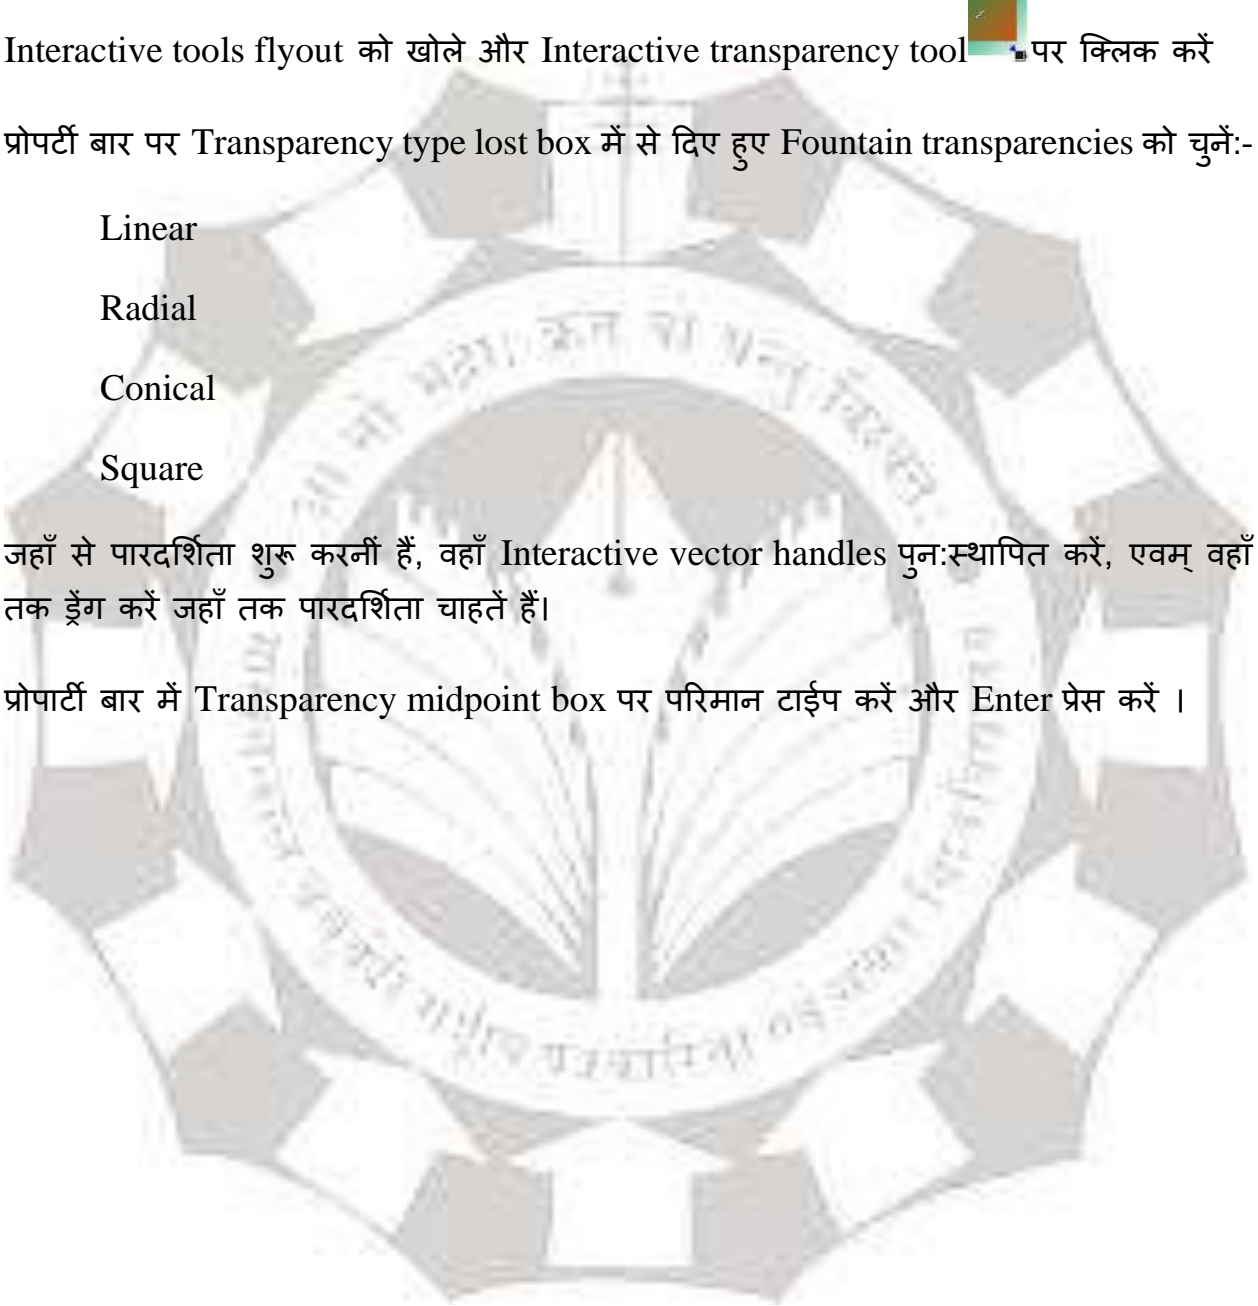 Interactive tools flyout को खोले और Interactive transparency tool पर क्लिक करें
प्रोपर्टी बार पर Transparency type lost box में से दिए हुए Fountain transparencies को चुनें:-
Linear
Radial
Conical
Square
जहाँ से पारदर्शिता शुरू करनीं हैं, वहाँ Interactive vector handles पुन:स्थापित करें, एवम् वहाँ
तक ड्रेंग करें जहाँ तक पारदर्शिता चाहतें हैं।
प्रोपार्टी बार में Transparency midpoint box पर परिमान टाईप करें और Enter प्रेस करें ।